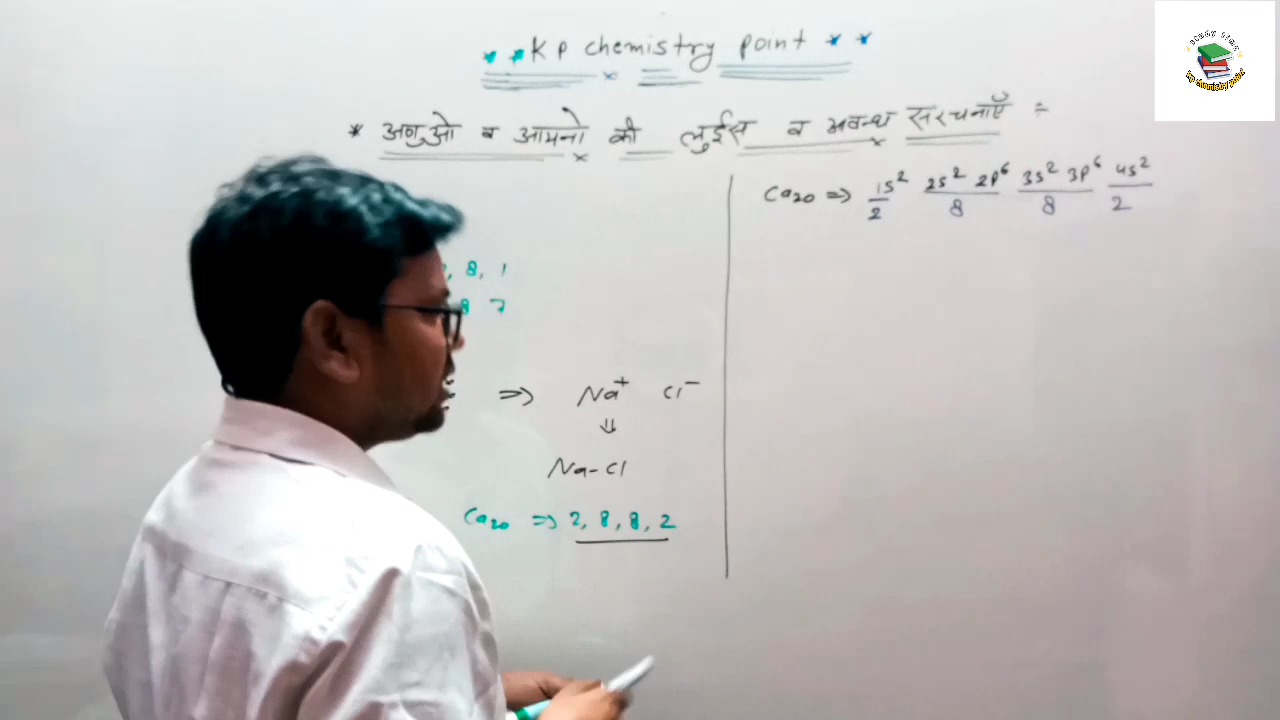 * * K P chemistry point * *
* अणुओ व आयनो की लुईस व अबन्ध संरचनाएँ ÷
, 8, 1
8 7
⇒ Na⁺ Cl⁻
⇓
Na-Cl
Ca₂₀ ⇒ 2, 8, 8, 2
Ca₂₀ ⇒ 1s² 2s² 2p⁶ 3s² 3p⁶ 4s²
2 8 8 2